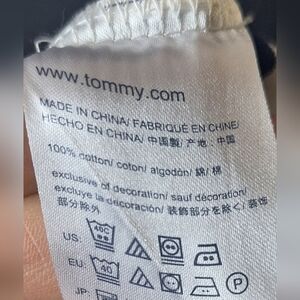 www.tommy.com
MADE IN CHINA/ FABRIQUÉ EN CHINE/
HECHO EN CHINA/ 中国製/ 产地 : 中国
100% cotton/ coton/ algodón/ 綿/ 棉
exclusive of decoration/ sauf décoration/
excluye la decoración/ 装飾部分を除く/ 装饰
部分除外
US: 40C
EU: 40 P
JP: